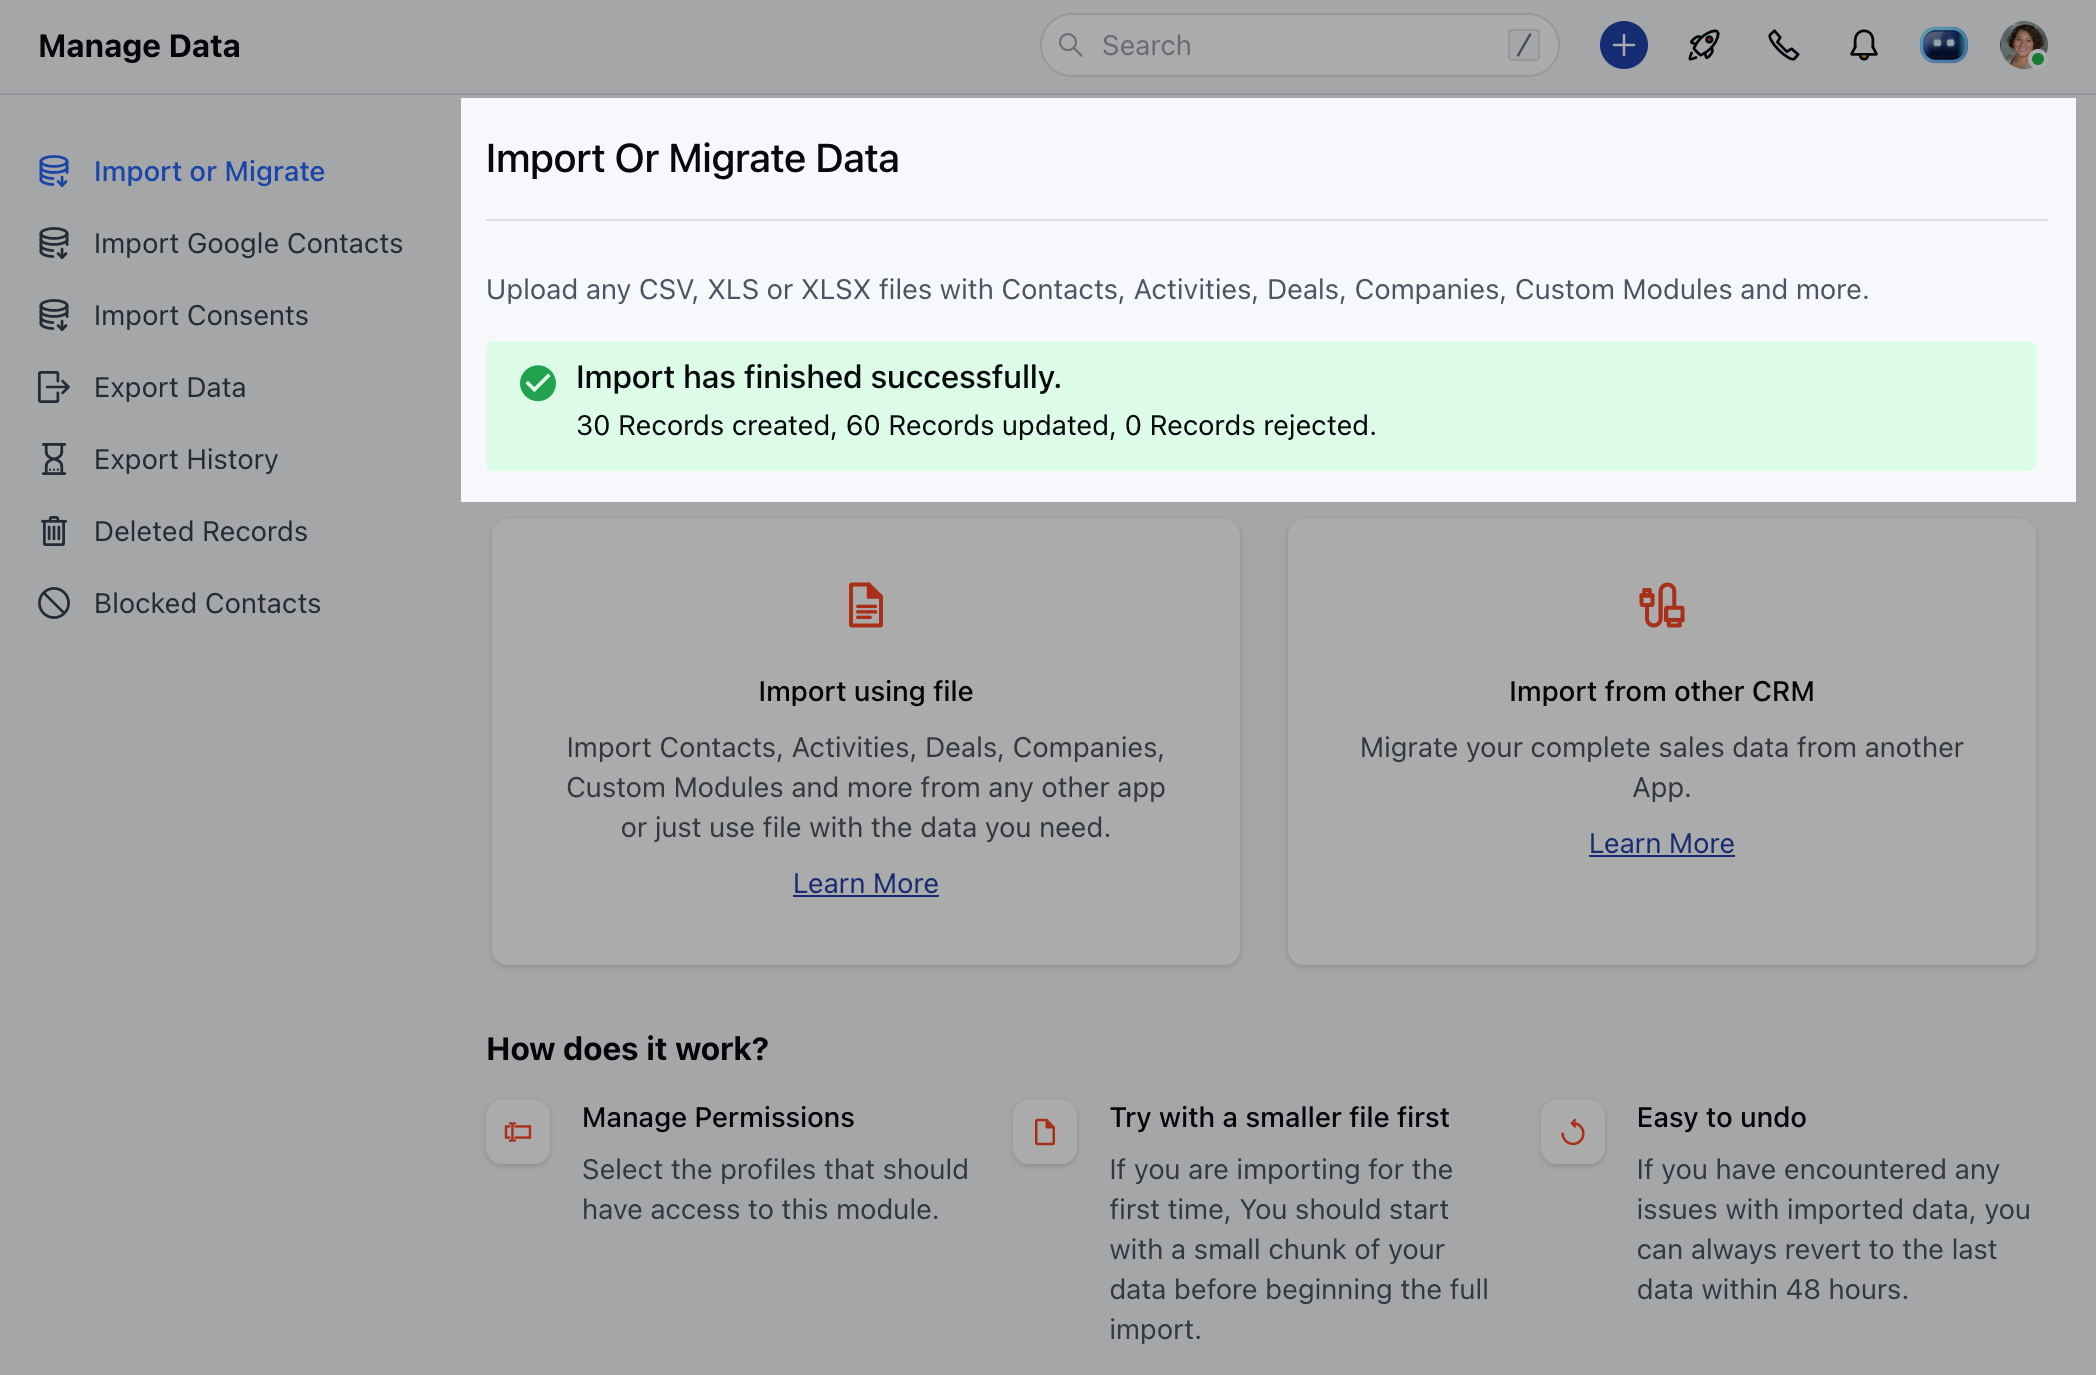 Manage Data
Search
/
Import or Migrate
Import Google Contacts
Import Consents
Export Data
Export History
Deleted Records
Blocked Contacts
Import Or Migrate Data
Upload any CSV, XLS or XLSX files with Contacts, Activities, Deals, Companies, Custom Modules and more.
Import has finished successfully.
30 Records created, 60 Records updated, 0 Records rejected.
Import using file
Import Contacts, Activities, Deals, Companies,
Custom Modules and more from any other app
or just use file with the data you need.
Learn More
Import from other CRM
Migrate your complete sales data from another
App.
Learn More
How does it work?
Manage Permissions
Select the profiles that should
have access to this module.
Try with a smaller file first
If you are importing for the
first time, You should start
with a small chunk of your
data before beginning the full
import.
Easy to undo
If you have encountered any
issues with imported data, you
can always revert to the last
data within 48 hours.